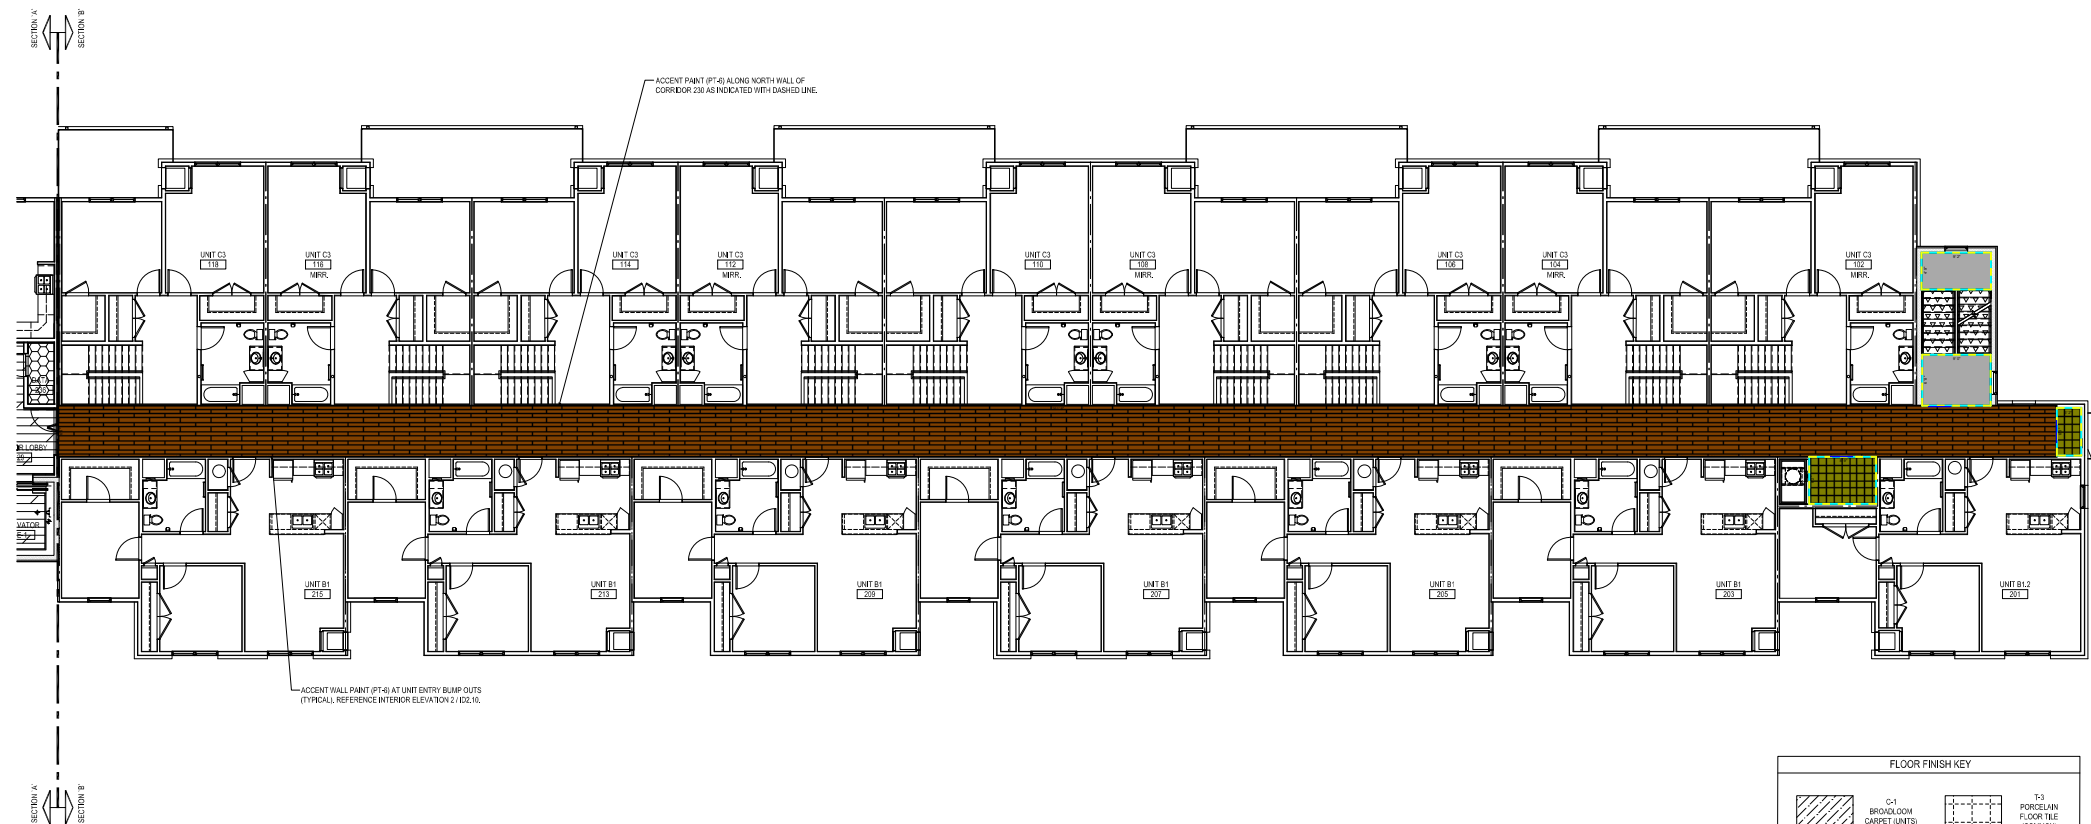 SECTION 'A'
SECTION 'B'
ACCENT PAINT (PT-6) ALONG NORTH WALL OF
CORRIDOR 230 AS INDICATED WITH DASHED LINE.
UNIT C3
118
UNIT C3
116
MIRR.
UNIT C3
114
UNIT C3
112
MIRR.
UNIT C3
110
UNIT C3
108
MIRR.
UNIT C3
106
UNIT C3
104
MIRR.
UNIT C3
102
MIRR.
LOBBY
VATOR
UNIT B1
215
UNIT B1
213
UNIT B1
209
UNIT B1
207
UNIT B1
205
UNIT B1
203
UNIT B1.2
201
ACCENT WALL PAINT (PT-6) AT UNIT ENTRY BUMP OUTS
(TYPICAL). REFERENCE INTERIOR ELEVATION 2 / ID2.10.
FLOOR FINISH KEY
C-1
BROADLOOM
CARPET (UNITS)
T-3
PORCELAIN
FLOOR TILE
SECTION 'A'
SECTION 'B'